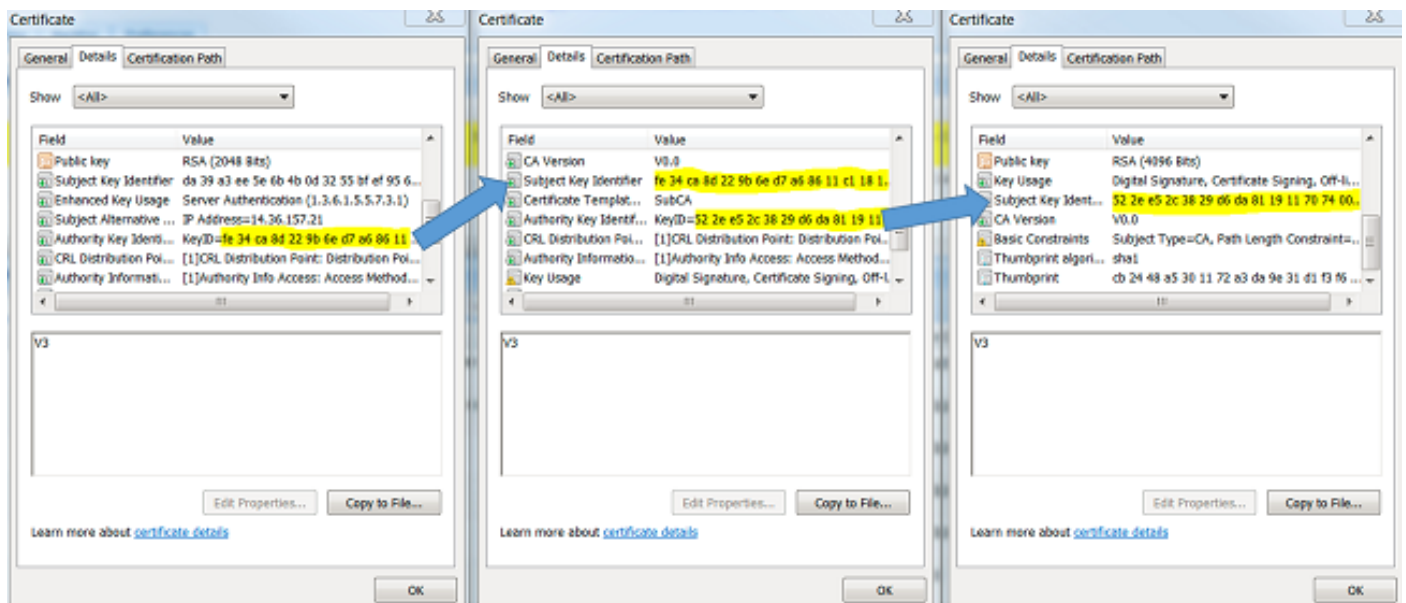 Certificate
General Details Certification Path
Show <All>
Field Value
Public key RSA (2048 Bits)
Subject Key Identifier da 39 a3 ee 5e 6b 4b 0d 32 55 bf ef 95 6...
Enhanced Key Usage Server Authentication (1.3.6.1.5.5.7.3.1)
Subject Alternative ... IP Address=14.36.157.21
Authority Key Identi... KeyID=fe 34 ca 8d 22 9b 6e d7 a6 86 11 ...
CRL Distribution Poi... [1]CRL Distribution Point: Distribution Poi...
Authority Informati... [1]Authority Info Access: Access Method...
V3
Edit Properties... Copy to File...
Learn more about certificate details
OK
Certificate
General Details Certification Path
Show <All>
Field Value
CA Version V0.0
Subject Key Identifier fe 34 ca 8d 22 9b 6e d7 a6 86 11 c1 18 1...
Certificate Templat... SubCA
Authority Key Identif... KeyID=52 2e e5 2c 38 29 d6 da 81 19 11
CRL Distribution Poi... [1]CRL Distribution Point: Distribution Poi...
Authority Informatio... [1]Authority Info Access: Access Method...
Key Usage Digital Signature, Certificate Signing, Off-l...
V3
Edit Properties... Copy to File...
Learn more about certificate details
OK
Certificate
General Details Certification Path
Show <All>
Field Value
Public key RSA (4096 Bits)
Key Usage Digital Signature, Certificate Signing, Off-li...
Subject Key Ident... 52 2e e5 2c 38 29 d6 da 81 19 11 70 74 00...
CA Version V0.0
Basic Constraints Subject Type=CA, Path Length Constraint=...
Thumbprint algori... sha1
Thumbprint cb 24 48 a5 30 11 72 a3 da 9e 31 d1 f3 f6 ...
V3
Edit Properties... Copy to File...
Learn more about certificate details
OK